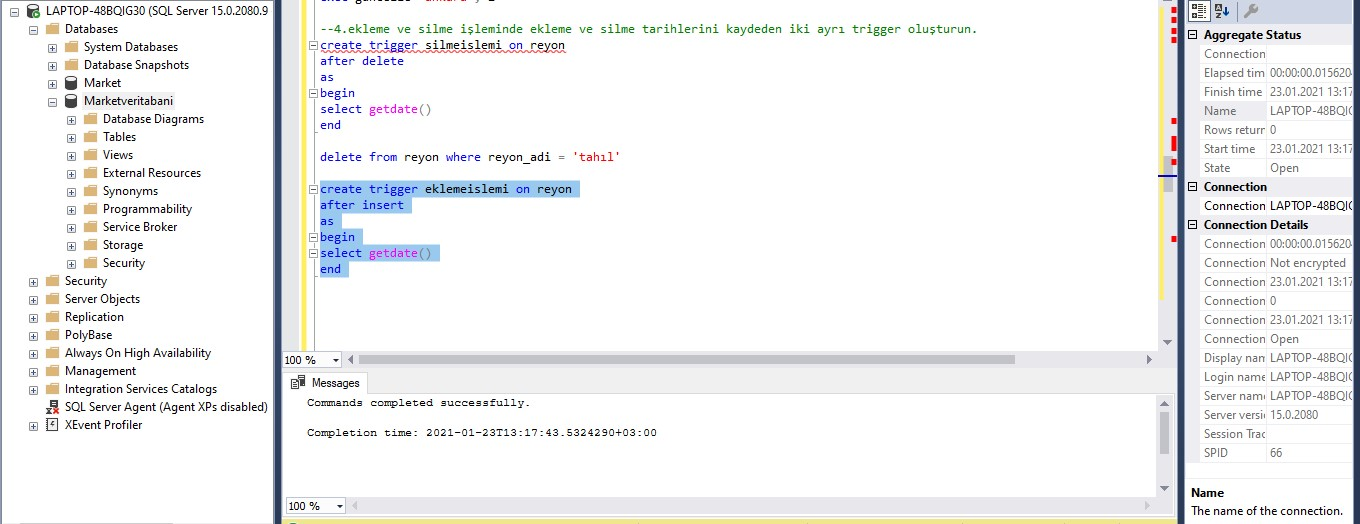 LAPTOP-48BQIG30 (SQL Server 15.0.2080.9
Databases
System Databases
Database Snapshots
Market
Marketveritabani
Database Diagrams
Tables
Views
External Resources
Synonyms
Programmability
Service Broker
Storage
Security
Security
Server Objects
Replication
PolyBase
Always On High Availability
Management
Integration Services Catalogs
SQL Server Agent (Agent XPs disabled)
XEvent Profiler
--4.ekleme ve silme işleminde ekleme ve silme tarihlerini kaydeden iki ayrı trigger oluşturun.
create trigger silmeislemi on reyon
after delete
as
begin
select getdate()
end
delete from reyon where reyon_adi = 'tahıl'
create trigger eklemeislemi on reyon
after insert
as
begin
select getdate()
end
100 %
Messages
Commands completed successfully.
Completion time: 2021-01-23T13:17:43.5324290+03:00
100 %
Aggregate Status
Connection
Elapsed tim 00:00:00.015620
Finish time 23.01.2021 13:17
Name LAPTOP-48BQIG
Rows returr 0
Start time 23.01.2021 13:17
State Open
Connection
Connection LAPTOP-48BQIG
Connection Details
Connection 00:00:00.015620
Connection Not encrypted
Connection 23.01.2021 13:17
Connection 0
Connection 23.01.2021 13:17
Connection Open
Display nam LAPTOP-48BQIG
Login name LAPTOP-48BQIG
Server nam LAPTOP-48BQIG
Server versi 15.0.2080
Session Trac
SPID 66
Name
The name of the connection.